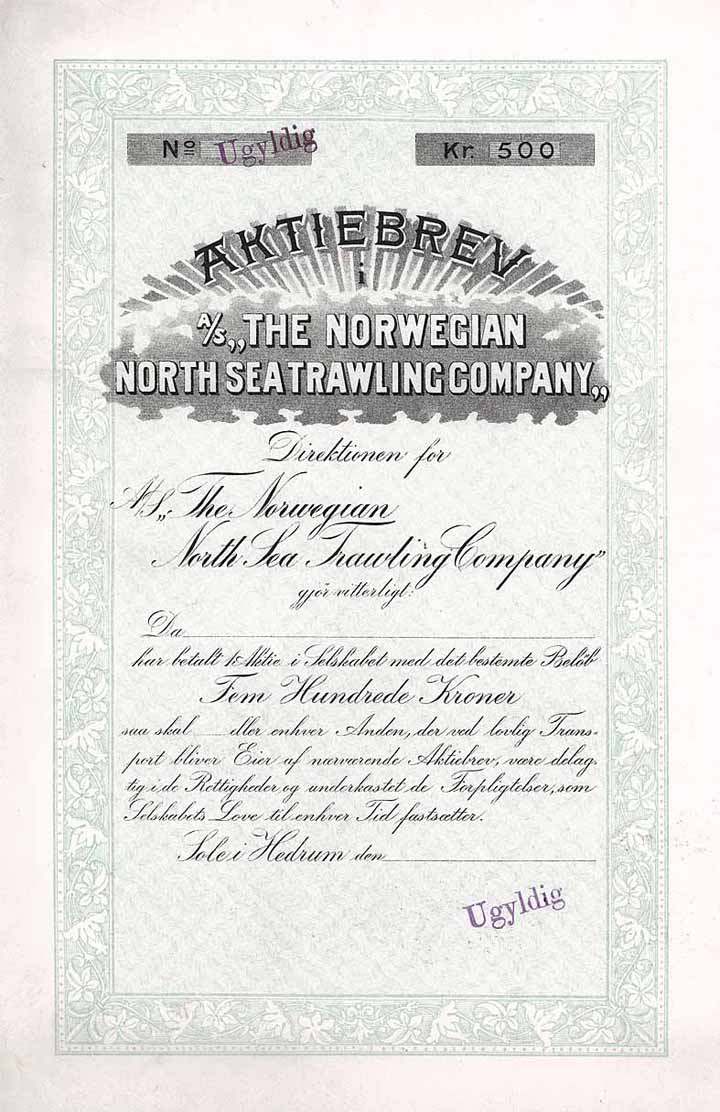 Nº Ugyldig Kr. 500
AKTIEBREV
i
A/S „THE NORWEGIAN
NORTH SEA TRAWLING COMPANY„
Direktionen for
A/S „The Norwegian
North Sea Trawling Company"
gjör vitterligt:
Da
har betalt 1 Aktie i Selskabet med det bestemte Belöb
Fem Hundrede Kroner
saa skal eller enhver Anden, der ved lovlig Trans-
port bliver Eier af nærværende Aktiebrev, være delag-
tig i de Rettigheder og underkastet de Forpligtelser, som
Selskabets Love til enhver Tid fastsætter.
Sole i Hedrum den
Ugyldig